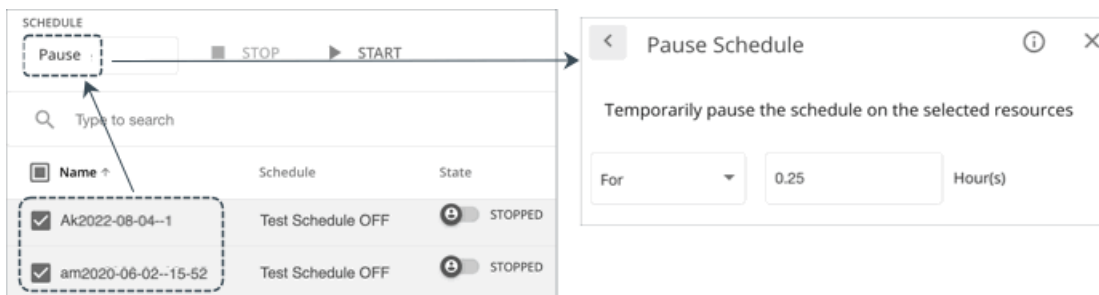 SCHEDULE
Pause
STOP
START
Type to search
Name ↑
Schedule
State
Ak2022-08-04--1
Test Schedule OFF
STOPPED
am2020-06-02--15-52
Test Schedule OFF
STOPPED
Pause Schedule
Temporarily pause the schedule on the selected resources
For
0.25
Hour(s)